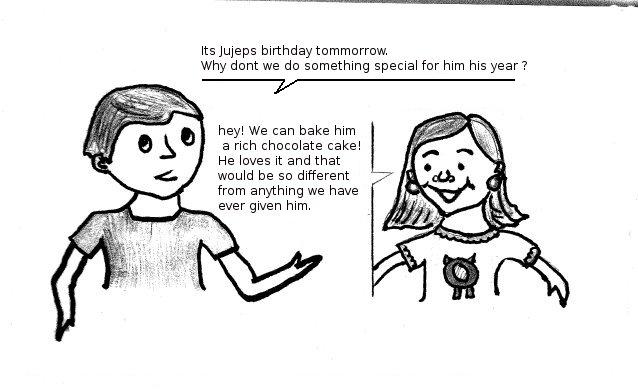 Its Jujeps birthday tommorrow.
Why dont we do something special for him his year ?
hey! We can bake him
a rich chocolate cake!
He loves it and that
would be so different
from anything we have
ever given him.